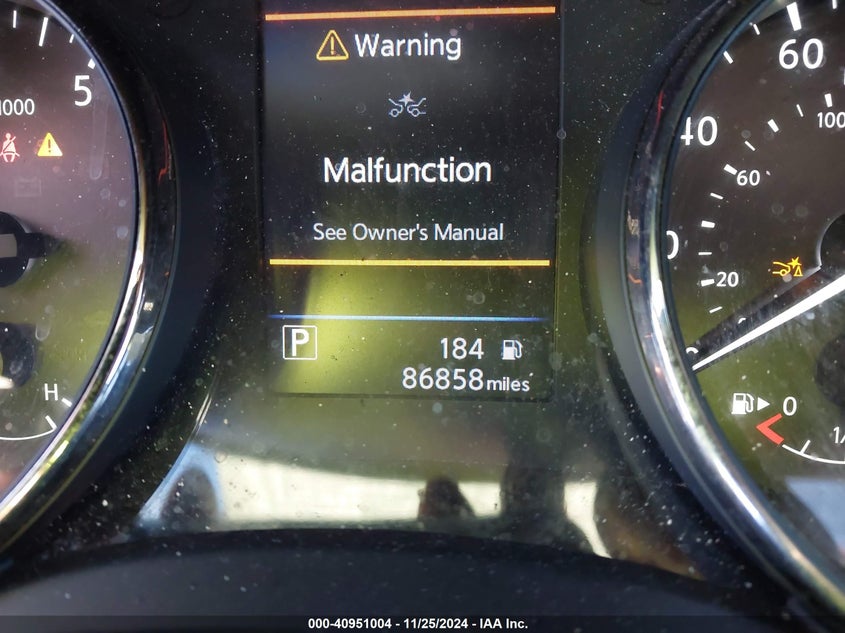 Warning
Malfunction
See Owner's Manual
P
184
86858 miles
5
1000
H
60
100
40
60
20
0
0
000-40951004 - 11/25/2024 - IAA Inc.